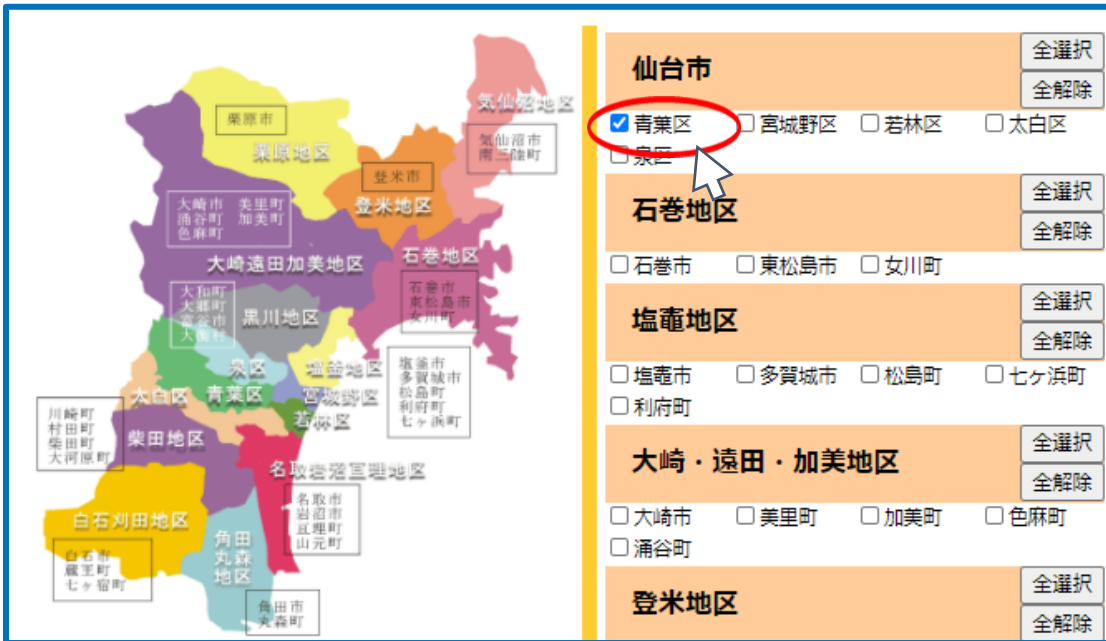 気仙沼地区
気仙沼市
南三陸町
栗原市
栗原地区
登米市
登米地区
大崎市 美里町
涌谷町 加美町
色麻町
大崎遠田加美地区
石巻地区
石巻市
東松島市
女川町
大和町
大郷町
富谷市
大衡村
黒川地区
泉区
塩釜地区
塩釜市
多賀城市
松島町
利府町
七ヶ浜町
青葉区
宮城野区
太白区
若林区
川崎町
村田町
柴田町
大河原町
柴田地区
名取岩沼亘理地区
名取市
岩沼市
亘理町
山元町
白石刈田地区
白石市
蔵王町
七ヶ宿町
角田
丸森
地区
角田市
丸森町
仙台市
全選択
全解除
青葉区 宮城野区 若林区 太白区
泉区
石巻地区
全選択
全解除
石巻市 東松島市 女川町
塩竈地区
全選択
全解除
塩竈市 多賀城市 松島町 七ヶ浜町
利府町
大崎・遠田・加美地区
全選択
全解除
大崎市 美里町 加美町 色麻町
涌谷町
登米地区
全選択
全解除